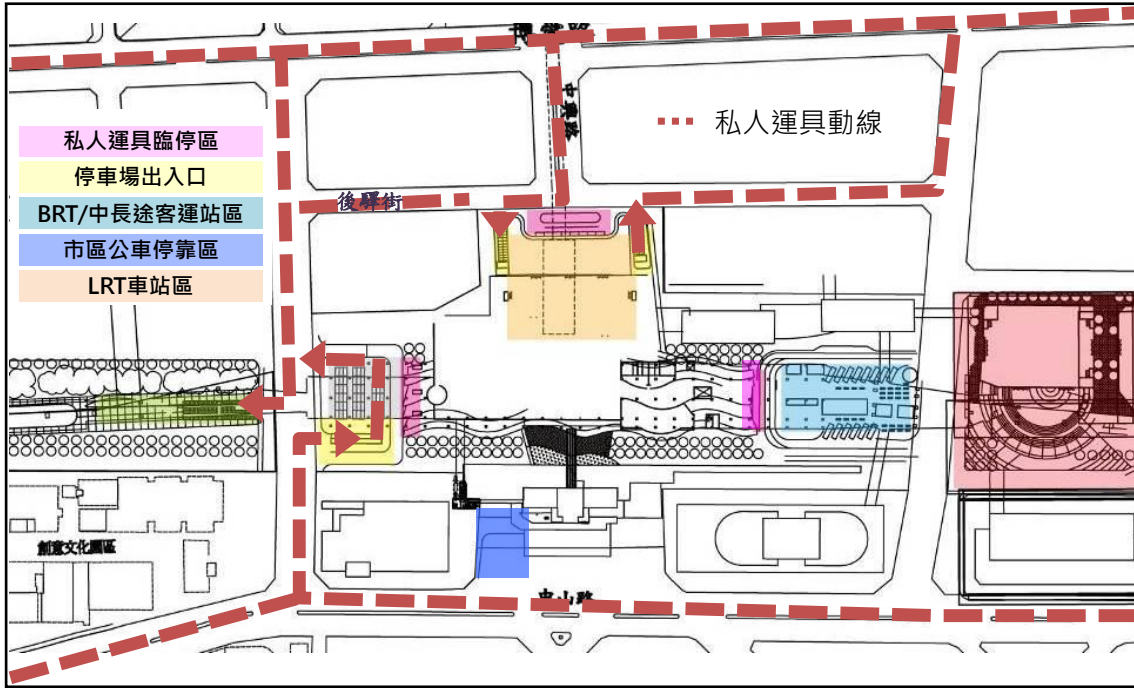 中興路
私人運具動線
私人運具臨停區
停車場出入口
BRT/中長途客運站區
市區公車停靠區
LRT車站區
後驛街
創意文化園區
中山路